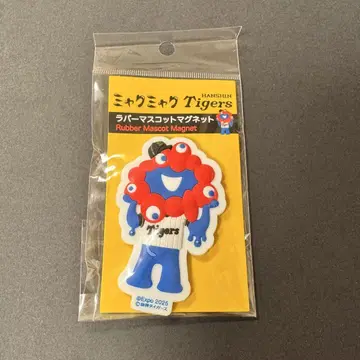 HANSHIN
ミャクミャク Tigers
ラバーマスコットマグネット
Rubber Mascot Magnet
Tigers
©Expo 2025
©阪神タイガース